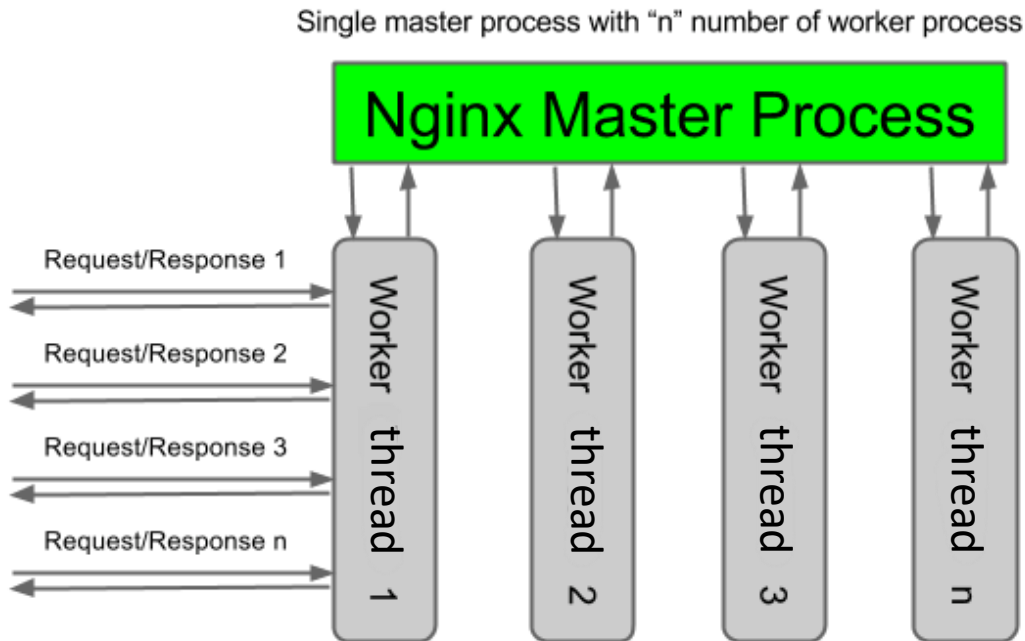 Single master process with “n” number of worker process
Nginx Master Process
Request/Response 1
Request/Response 2
Request/Response 3
Request/Response n
Worker thread 1
Worker thread 2
Worker thread 3
Worker thread n